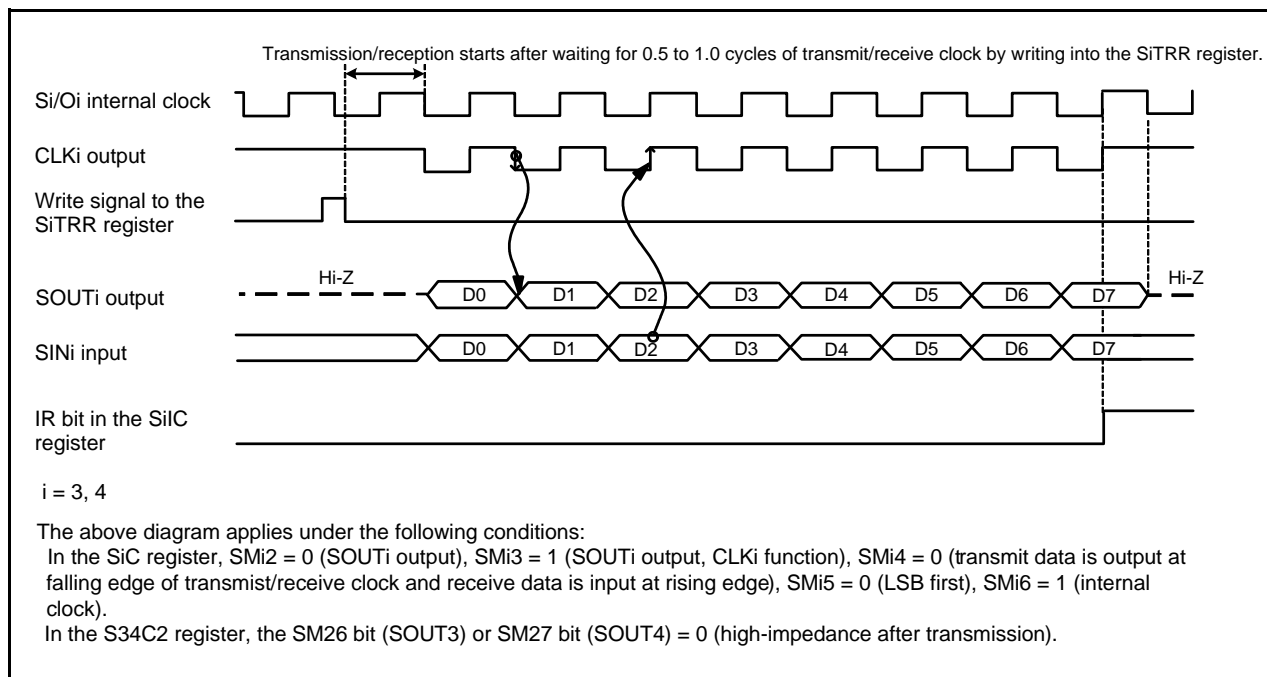 Transmission/reception starts after waiting for 0.5 to 1.0 cycles of transmit/receive clock by writing into the SiTRR register.
Si/Oi internal clock
CLKi output
Write signal to the
SiTRR register
Hi-Z
Hi-Z
SOUTi output
D0 D1 D2 D3 D4 D5 D6 D7
SINi input
D0 D1 D2 D3 D4 D5 D6 D7
IR bit in the SiIC
register
i = 3, 4
The above diagram applies under the following conditions:
In the SiC register, SMi2 = 0 (SOUTi output), SMi3 = 1 (SOUTi output, CLKi function), SMi4 = 0 (transmit data is output at
falling edge of transmist/receive clock and receive data is input at rising edge), SMi5 = 0 (LSB first), SMi6 = 1 (internal
clock).
In the S34C2 register, the SM26 bit (SOUT3) or SM27 bit (SOUT4) = 0 (high-impedance after transmission).